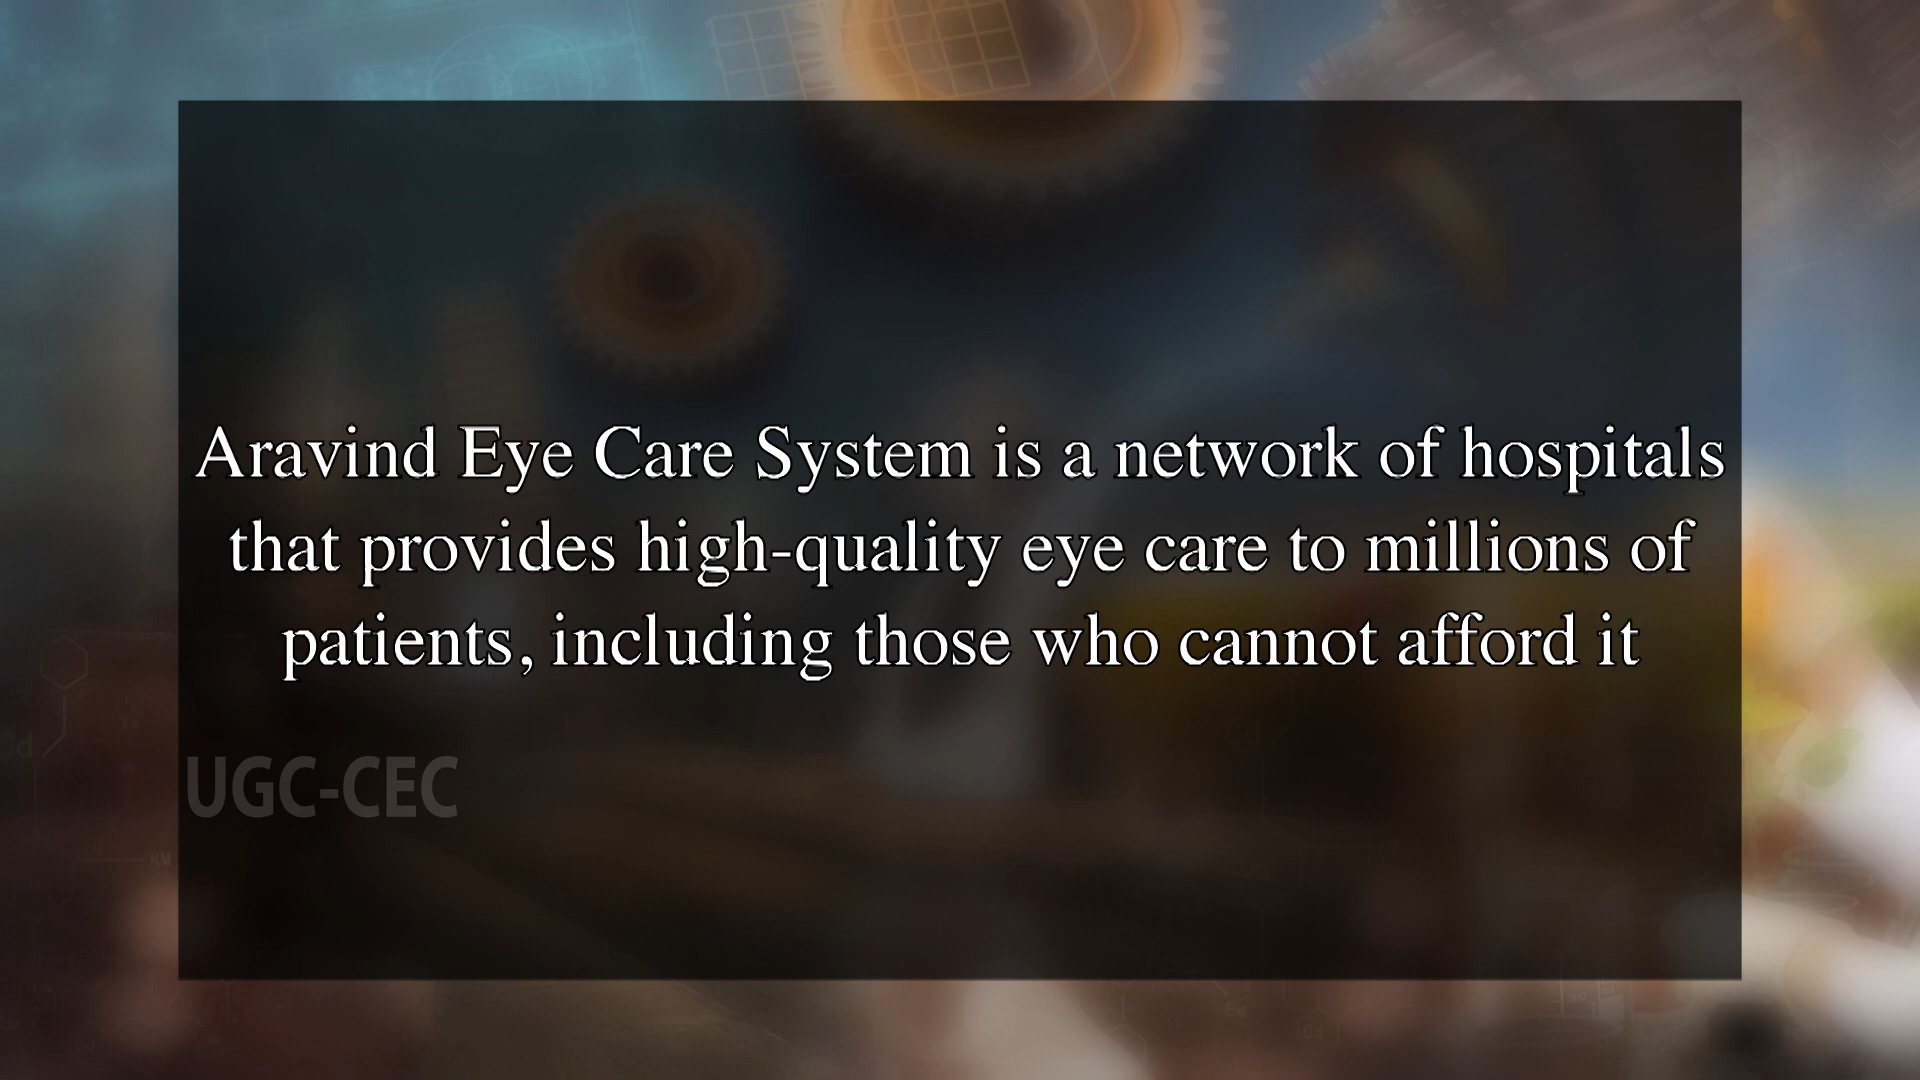 Aravind Eye Care System is a network of hospitals
that provides high-quality eye care to millions of
patients, including those who cannot afford it
UGC-CEC